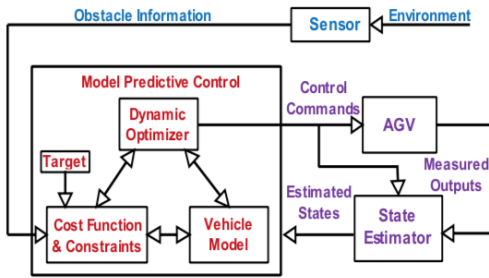 Obstacle Information
Sensor
Environment
Model Predictive Control
Dynamic
Optimizer
Control
Commands
AGV
Target
Measured
Outputs
Estimated
States
Cost Function
& Constraints
Vehicle
Model
State
Estimator